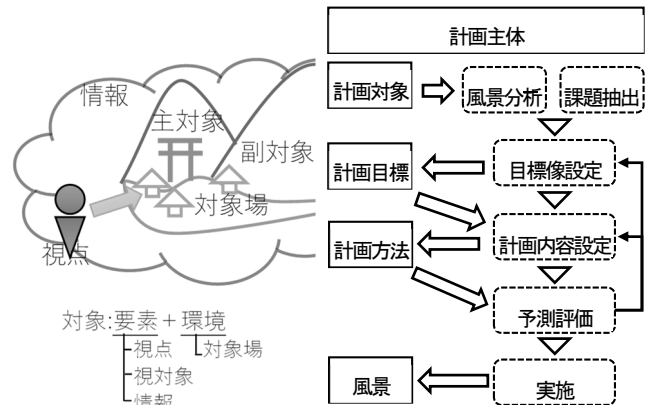 情報
主対象
副対象
対象場
視点
対象:要素+環境
視点
対象場
視対象
情報
計画主体
計画対象
風景分析
課題抽出
計画目標
目標像設定
計画方法
計画内容設定
予測評価
風景
実施